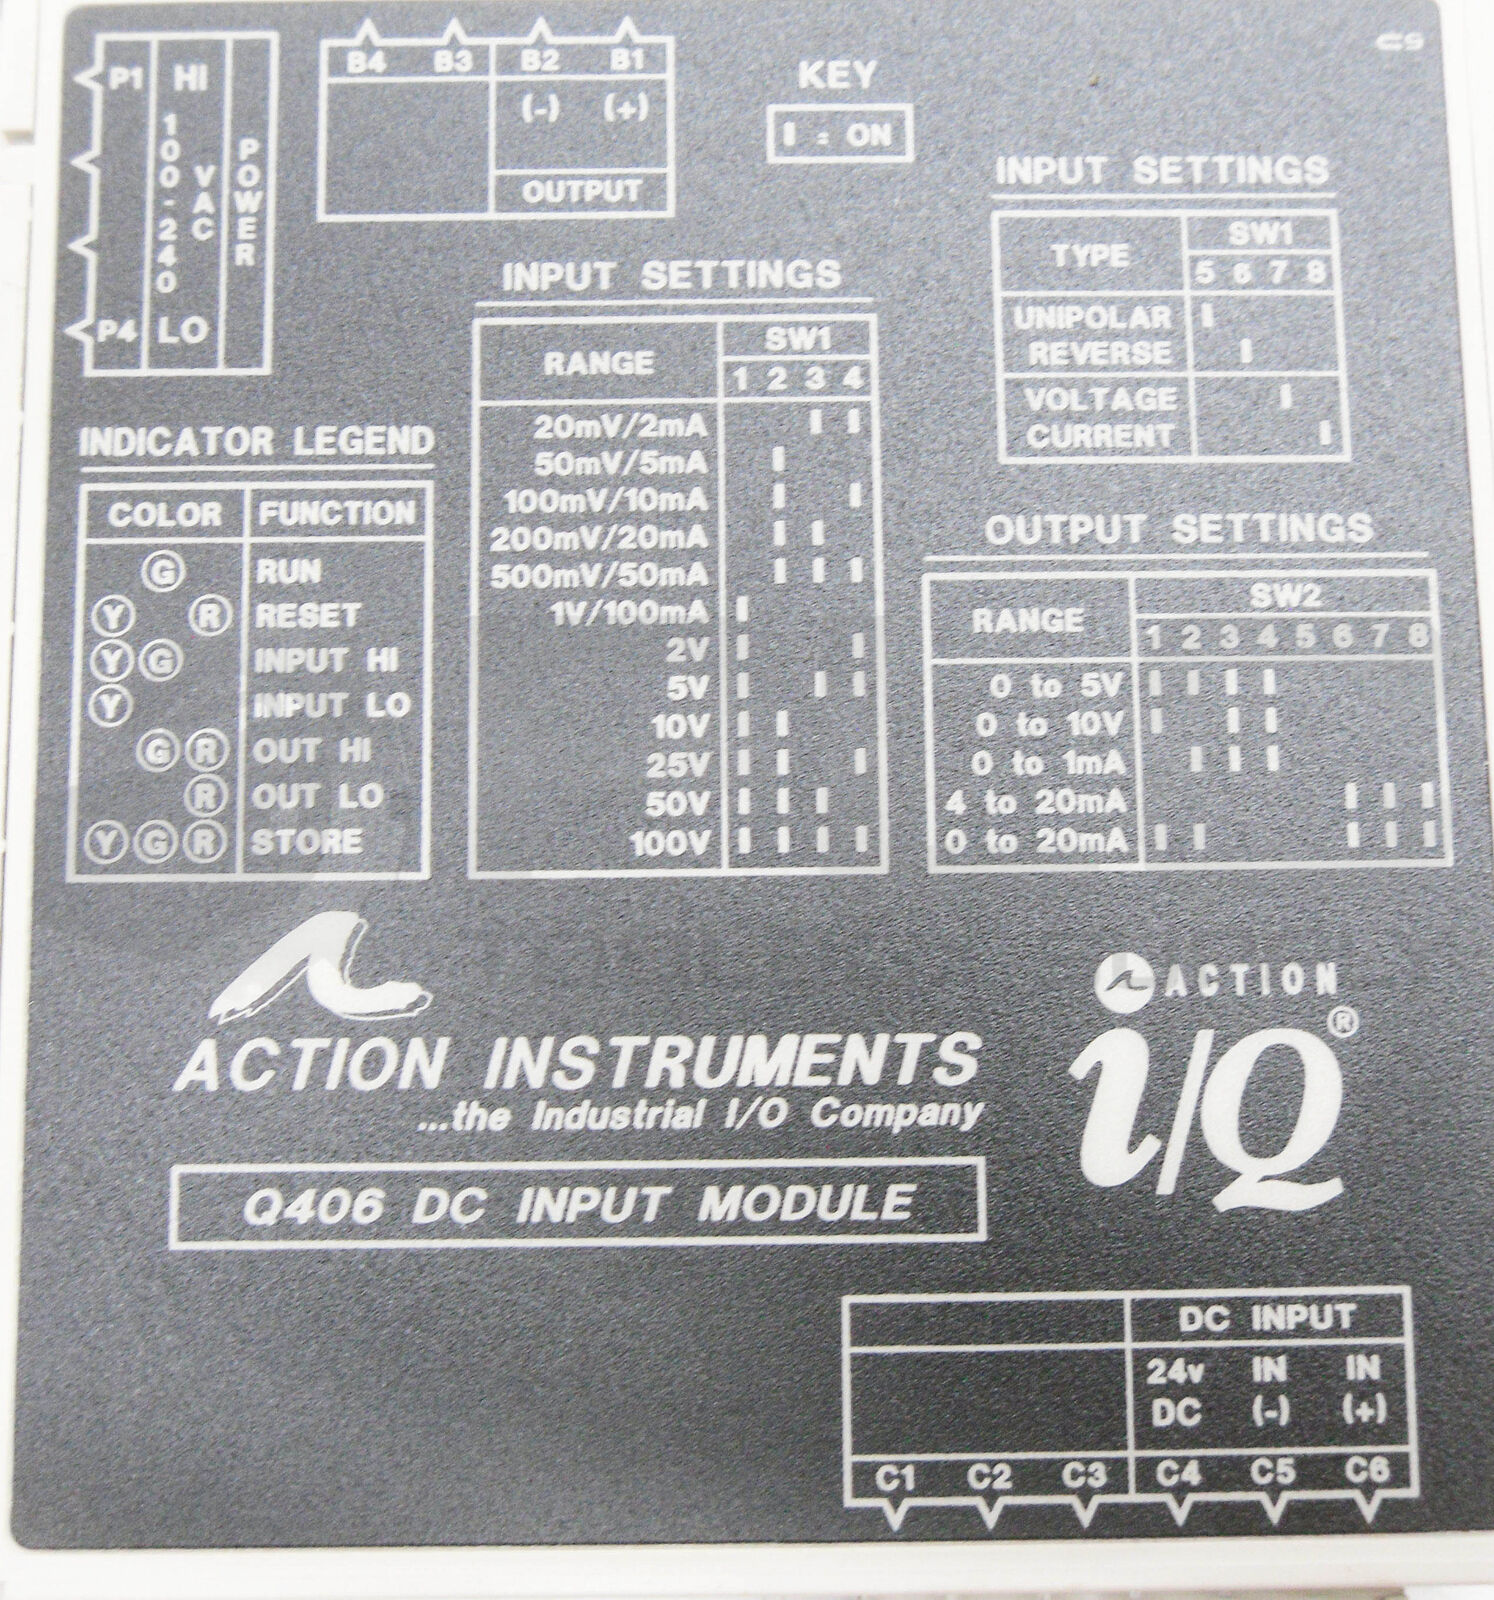 P1 HI
100-240
VAC
POWER
P4 LO
B4 B3 B2 B1
(-) (+)
OUTPUT
KEY
I : ON
INPUT SETTINGS
TYPE SW1
5 6 7 8
UNIPOLAR I
REVERSE I
VOLTAGE I
CURRENT I
INPUT SETTINGS
RANGE SW1
1 2 3 4
20mV/2mA I I
50mV/5mA I
100mV/10mA I I
200mV/20mA I I
500mV/50mA I I I
1V/100mA I
2V I I
5V I I I
10V I I
25V I I I
50V I I I
100V I I I I
INDICATOR LEGEND
COLOR FUNCTION
G RUN
Y R RESET
Y G INPUT HI
Y INPUT LO
G R OUT HI
R OUT LO
Y G R STORE
OUTPUT SETTINGS
RANGE SW2
1 2 3 4 5 6 7 8
0 to 5V I I I I
0 to 10V I I I
0 to 1mA I I I
4 to 20mA I I I
0 to 20mA I I I I I
ACTION INSTRUMENTS
...the Industrial I/O Company
Q406 DC INPUT MODULE
ACTION
i/Q®
DC INPUT
24v IN IN
DC (-) (+)
C1 C2 C3 C4 C5 C6